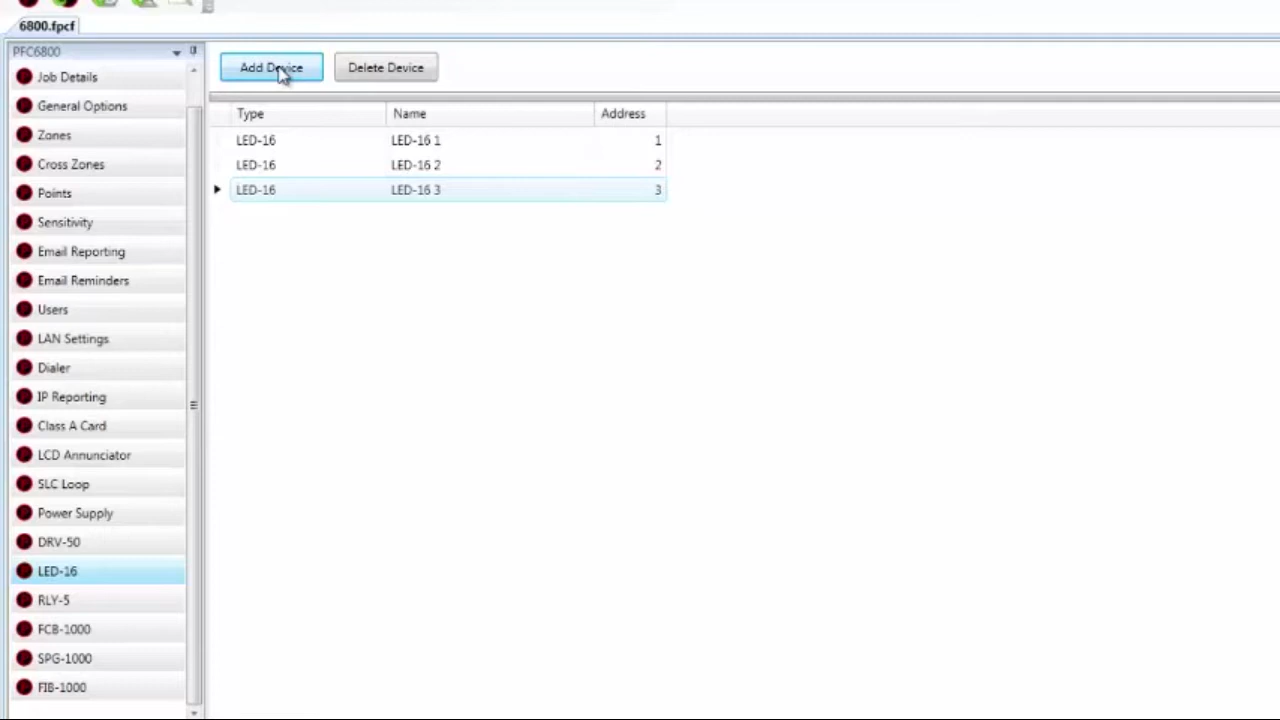 6800.fpcf
PFC6800
Add Device Delete Device
Type Name Address
LED-16 LED-16 1 1
LED-16 LED-16 2 2
LED-16 LED-16 3 3
Job Details
General Options
Zones
Cross Zones
Points
Sensitivity
Email Reporting
Email Reminders
Users
LAN Settings
Dialer
IP Reporting
Class A Card
LCD Annunciator
SLC Loop
Power Supply
DRV-50
LED-16
RLY-5
FCB-1000
SPG-1000
FIB-1000